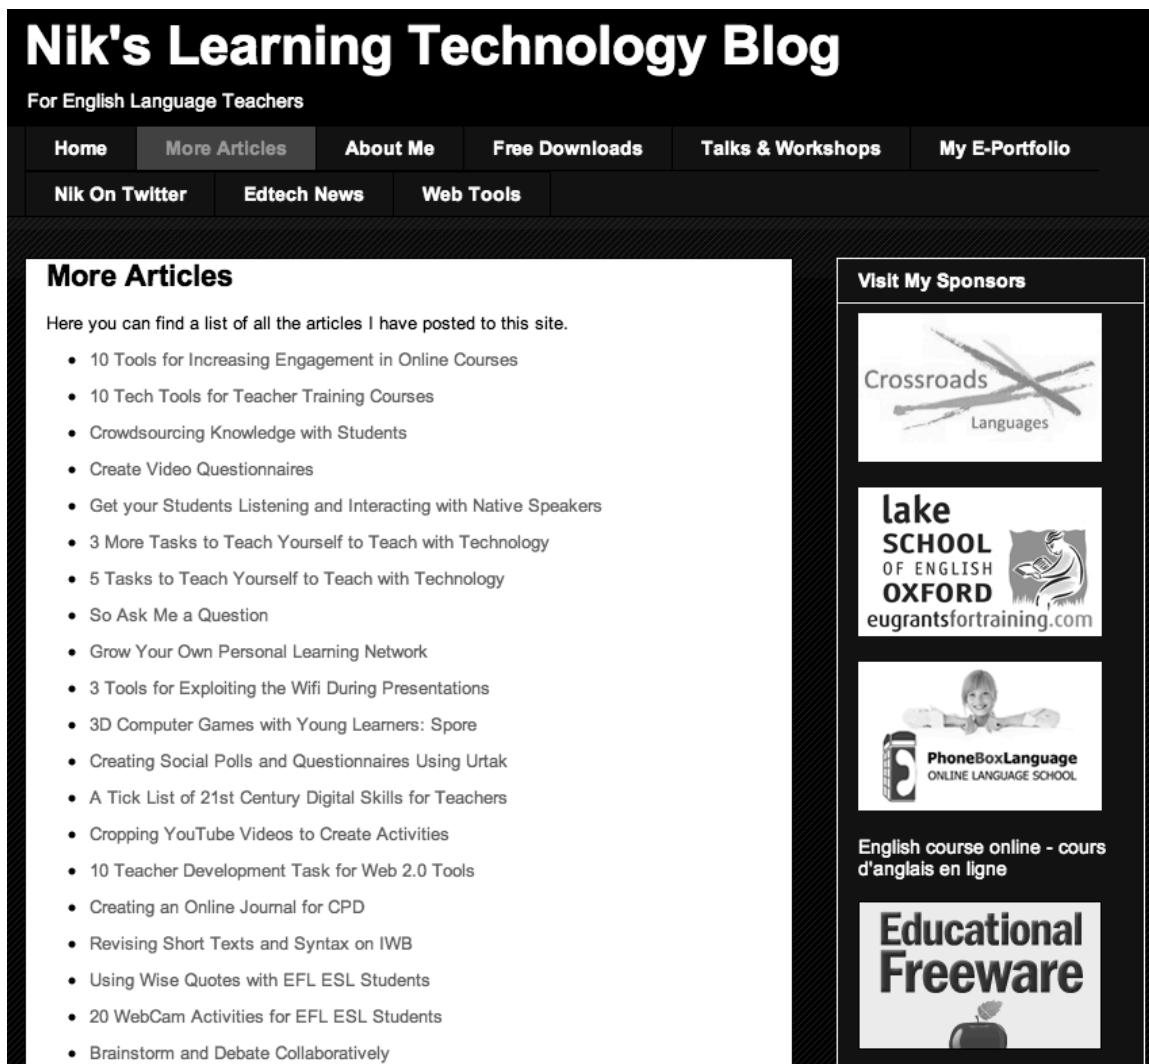 Nik's Learning Technology Blog
For English Language Teachers
Home More Articles About Me Free Downloads Talks & Workshops My E-Portfolio
Nik On Twitter Edtech News Web Tools
More Articles
Here you can find a list of all the articles I have posted to this site.
10 Tools for Increasing Engagement in Online Courses
10 Tech Tools for Teacher Training Courses
Crowdsourcing Knowledge with Students
Create Video Questionnaires
Get your Students Listening and Interacting with Native Speakers
3 More Tasks to Teach Yourself to Teach with Technology
5 Tasks to Teach Yourself to Teach with Technology
So Ask Me a Question
Grow Your Own Personal Learning Network
3 Tools for Exploiting the Wifi During Presentations
3D Computer Games with Young Learners: Spore
Creating Social Polls and Questionnaires Using Urtak
A Tick List of 21st Century Digital Skills for Teachers
Cropping YouTube Videos to Create Activities
10 Teacher Development Task for Web 2.0 Tools
Creating an Online Journal for CPD
Revising Short Texts and Syntax on IWB
Using Wise Quotes with EFL ESL Students
20 WebCam Activities for EFL ESL Students
Brainstorm and Debate Collaboratively
Visit My Sponsors
Crossroads
Languages
lake
SCHOOL
OF ENGLISH
OXFORD
eugrantsfortraining.com
PhoneBoxLanguage
ONLINE LANGUAGE SCHOOL
English course online - cours
d'anglais en ligne
Educational
Freeware